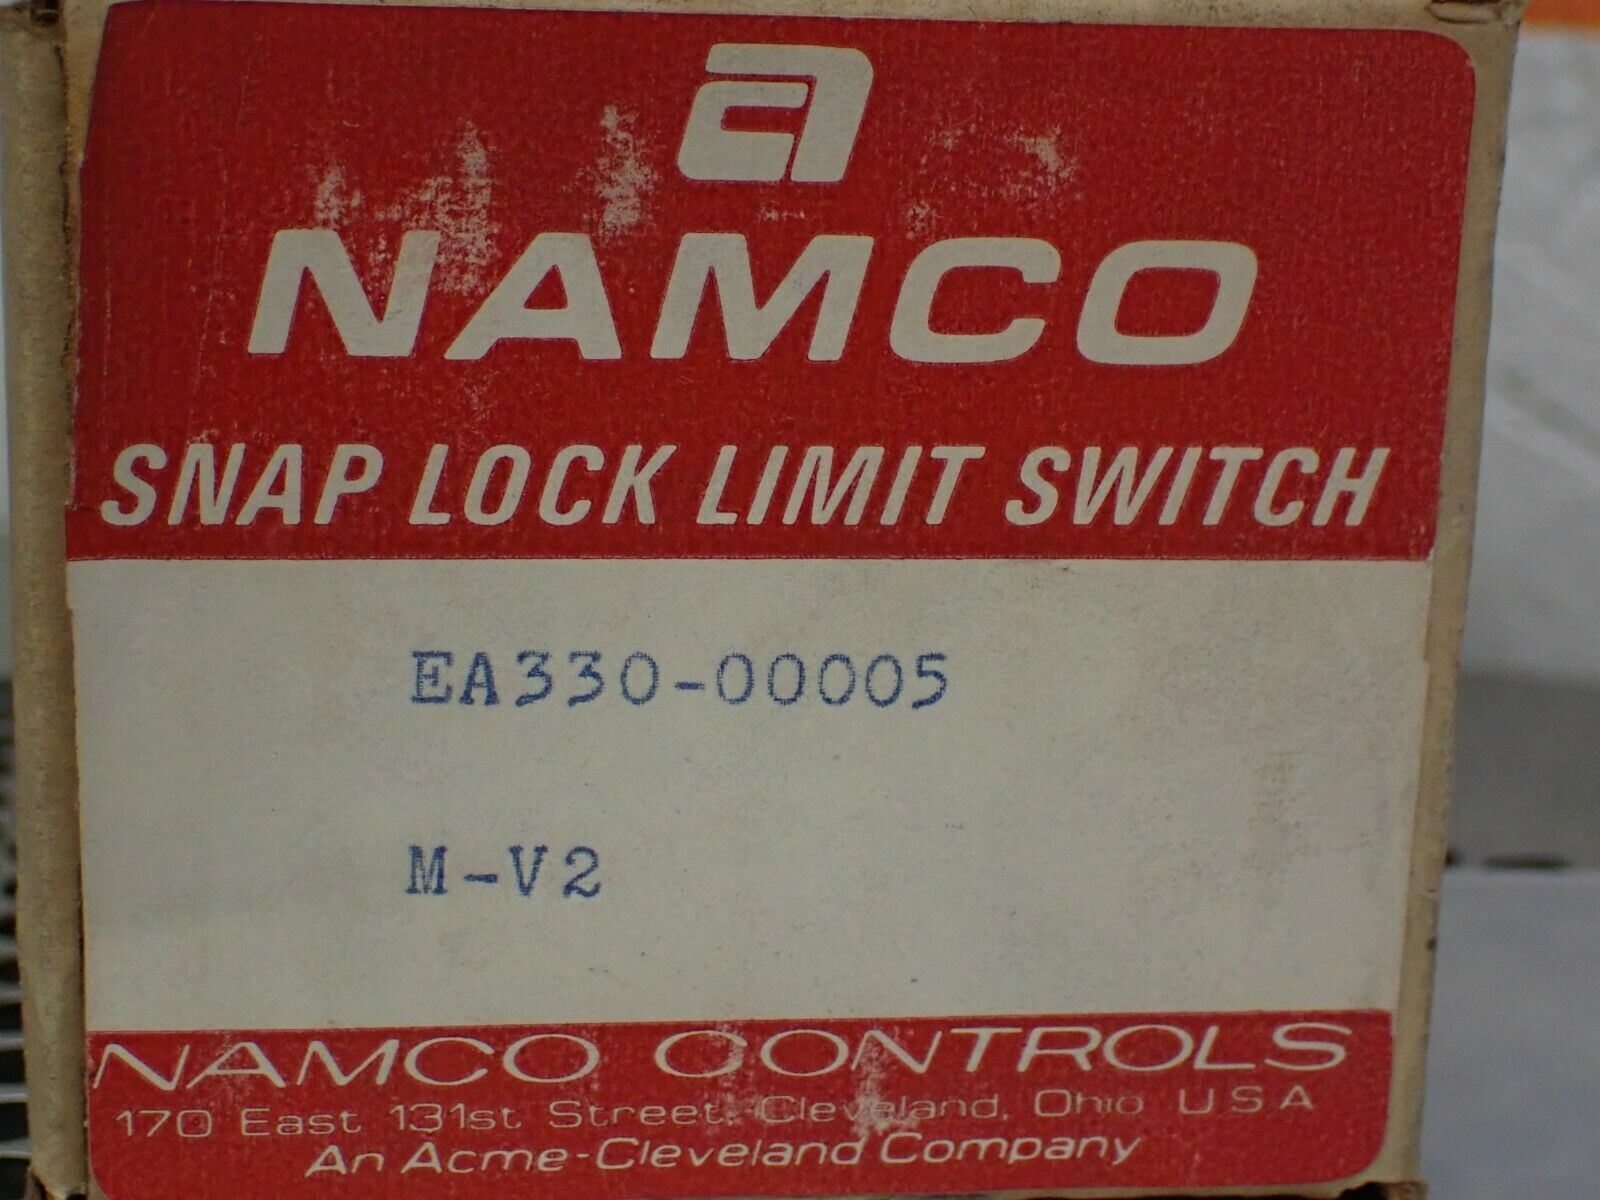 a
NAMCO
SNAP LOCK LIMIT SWITCH
EA330-00005
M-V2
NAMCO CONTROLS
170 East 131st Street, Cleveland, Ohio USA
An Acme-Cleveland Company